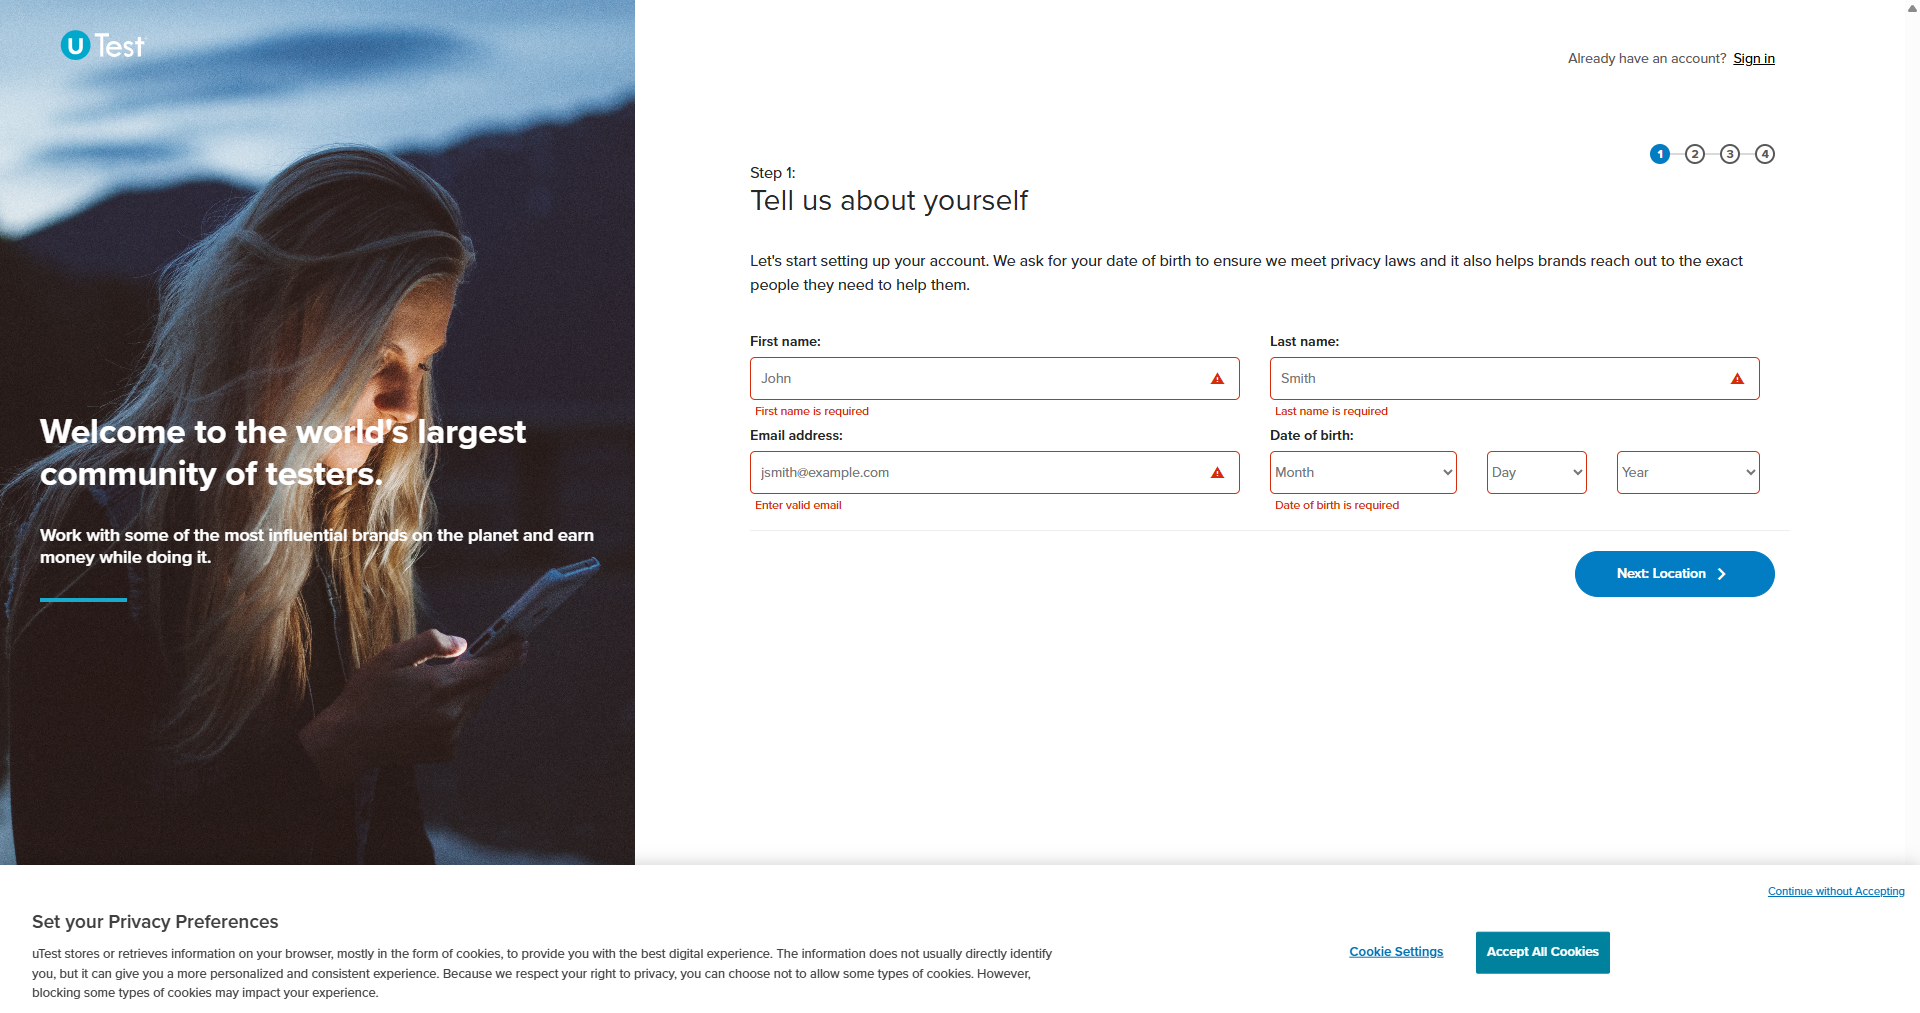 uTest
Already have an account? Sign in
1 2 3 4
Step 1:
Tell us about yourself
Let's start setting up your account. We ask for your date of birth to ensure we meet privacy laws and it also helps brands reach out to the exact
people they need to help them.
First name:
Last name:
John
Smith
First name is required
Last name is required
Email address:
Date of birth:
jsmith@example.com
Month
Day
Year
Enter valid email
Date of birth is required
Next: Location
Welcome to the world's largest
community of testers.
Work with some of the most influential brands on the planet and earn
money while doing it.
Continue without Accepting
Set your Privacy Preferences
uTest stores or retrieves information on your browser, mostly in the form of cookies, to provide you with the best digital experience. The information does not usually directly identify
you, but it can give you a more personalized and consistent experience. Because we respect your right to privacy, you can choose not to allow some types of cookies. However,
blocking some types of cookies may impact your experience.
Cookie Settings
Accept All Cookies